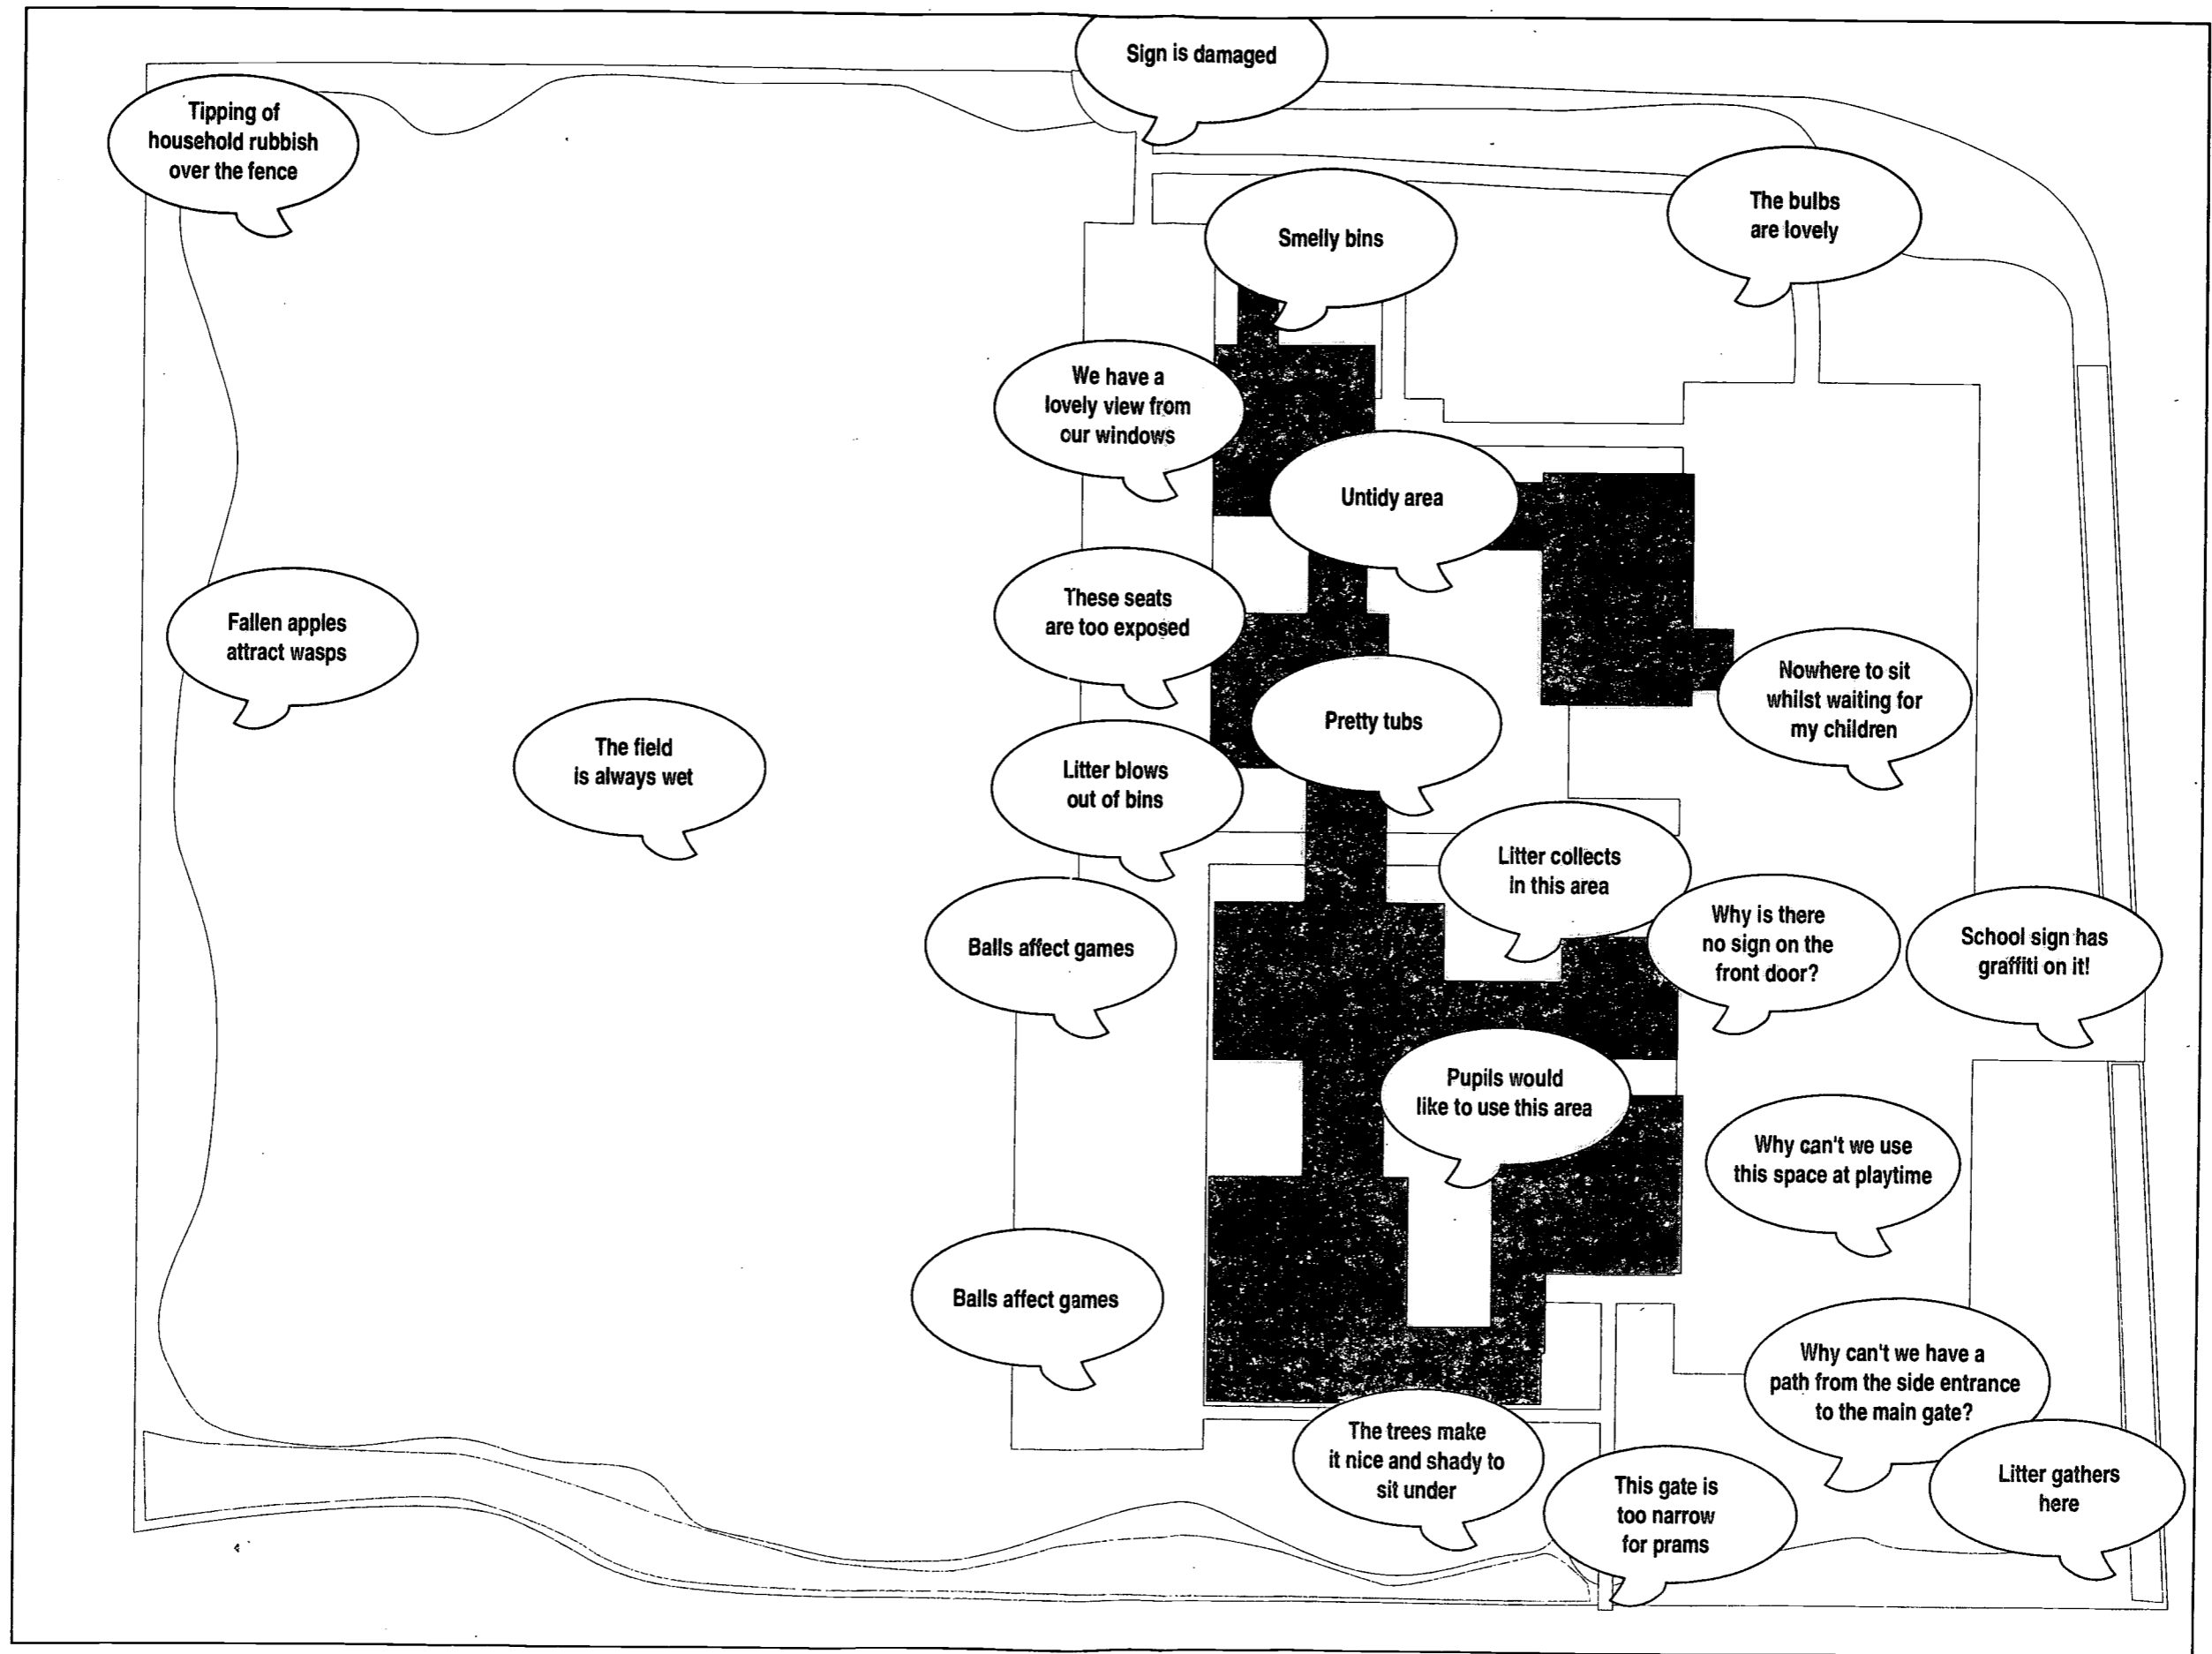 Sign is damaged
Tipping of
household rubbish
over the fence
The bulbs
are lovely
Smelly bins
We have a
lovely view from
our windows
Untidy area
These seats
are too exposed
Fallen apples
attract wasps
Nowhere to sit
whilst waiting for
my children
Pretty tubs
The field
is always wet
Litter blows
out of bins
Litter collects
in this area
Why is there
no sign on the
front door?
School sign has
graffiti on it!
Balls affect games
Pupils would
like to use this area
Why can't we use
this space at playtime
Balls affect games
Why can't we have a
path from the side entrance
to the main gate?
The trees make
it nice and shady to
sit under
Litter gathers
here
This gate is
too narrow
for prams